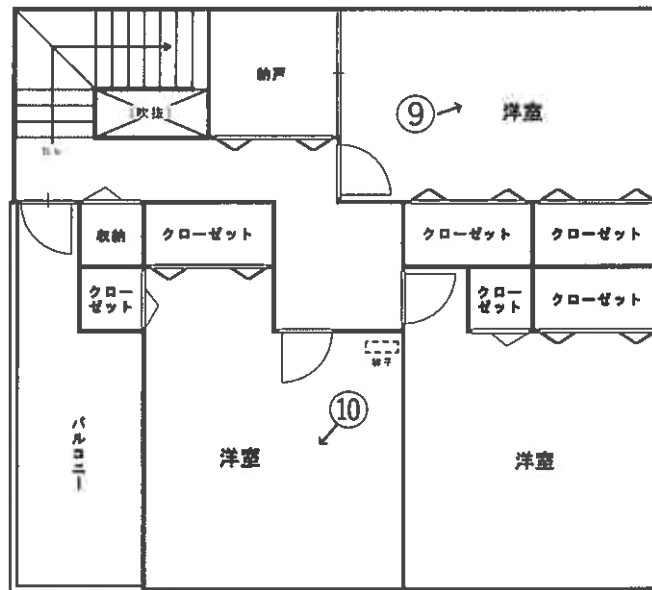 納戸
(吹抜)
⑨
洋室
収納
クローゼット
クローゼット
クローゼット
クロー
ゼット
クロー
ゼット
クローゼット
⑩
バルコニー
洋室
洋室